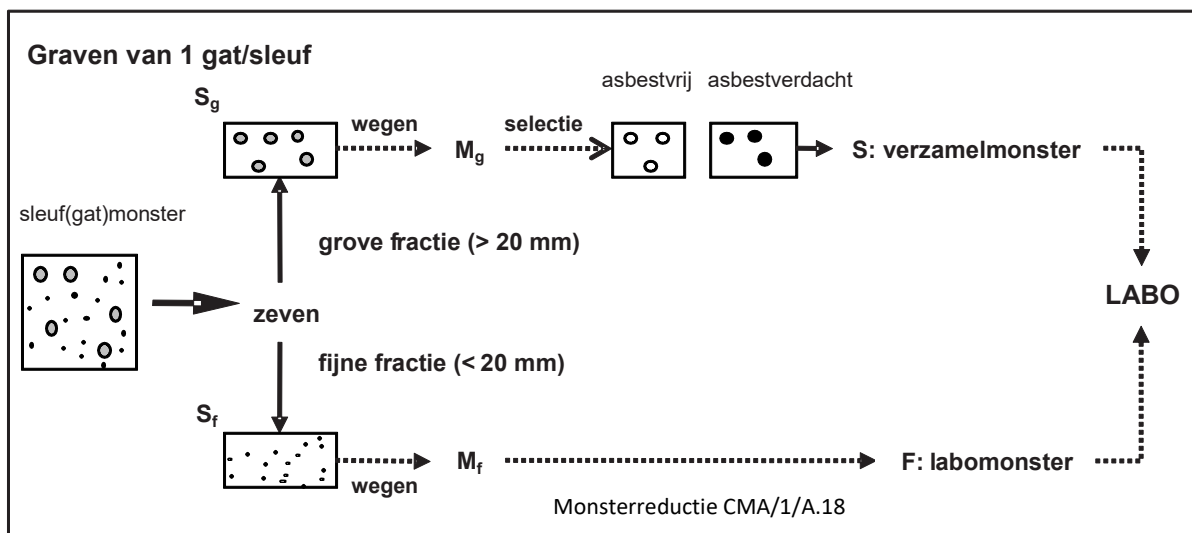 Graven van 1 gat/sleuf
asbestvrij asbestverdacht
Sg
wegen
Mg
selectie
S: verzamelmonster
sleuf(gat)monster
grove fractie (> 20 mm)
zeven
LABO
fijne fractie (< 20 mm)
Sf
wegen
Mf
F: labomonster
Monsterreductie CMA/1/A.18